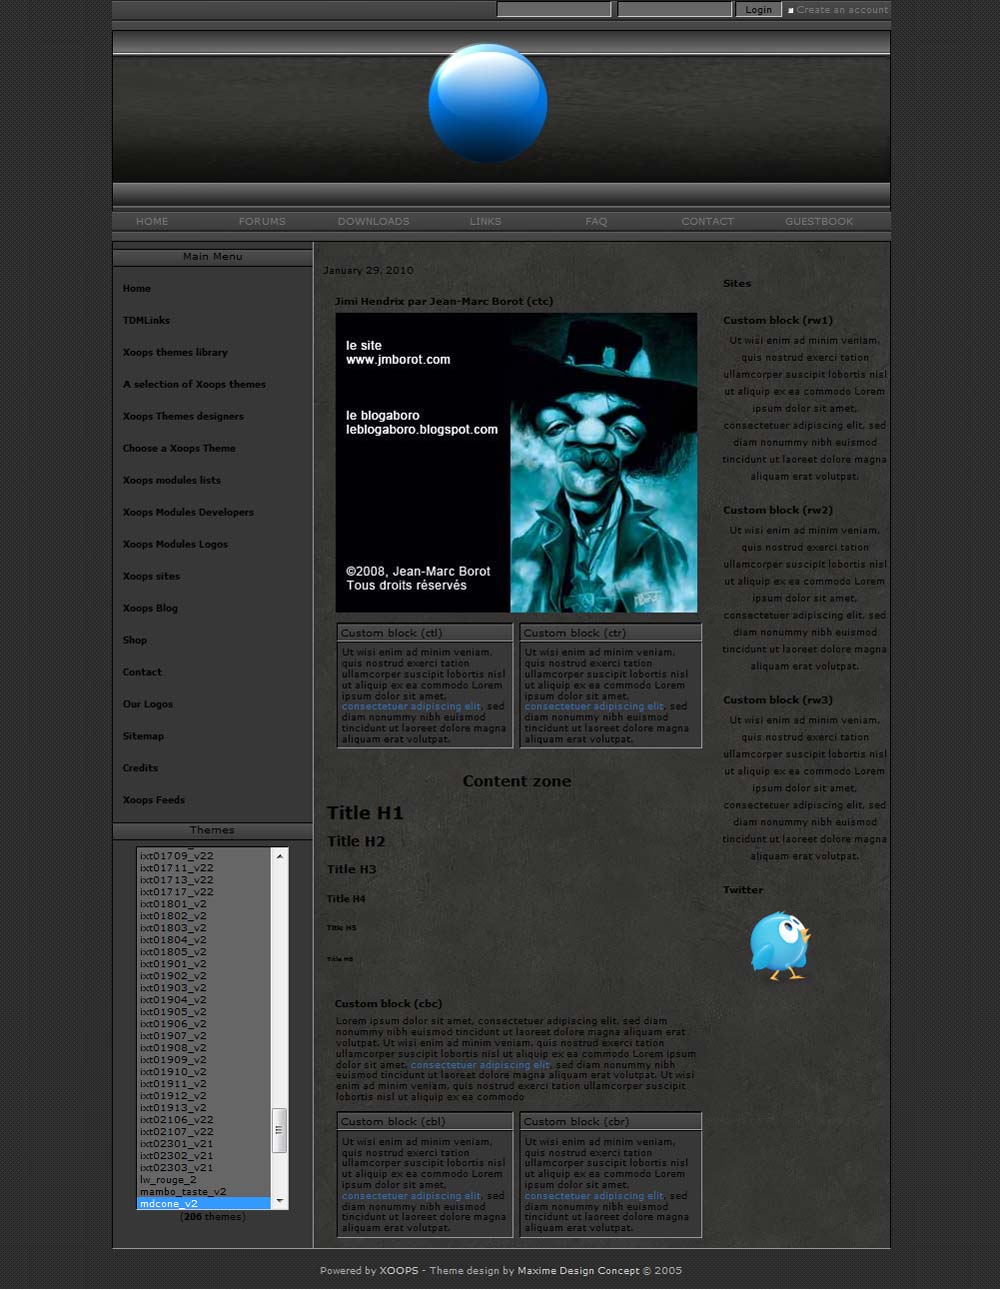 Login
Create an account
HOME
FORUMS
DOWNLOADS
LINKS
FAQ
CONTACT
GUESTBOOK
Main Menu
Home
TDMLinks
Xoops themes library
A selection of Xoops themes
Xoops Themes designers
Choose a Xoops Theme
Xoops modules lists
Xoops Modules Developers
Xoops Modules Logos
Xoops sites
Xoops Blog
Shop
Contact
Our Logos
Sitemap
Credits
Xoops Feeds
Themes
ixt01709_v22
ixt01711_v22
ixt01713_v22
ixt01717_v22
ixt01801_v2
ixt01802_v2
ixt01803_v2
ixt01804_v2
ixt01805_v2
ixt01901_v2
ixt01902_v2
ixt01903_v2
ixt01904_v2
ixt01905_v2
ixt01906_v2
ixt01907_v2
ixt01908_v2
ixt01909_v2
ixt01910_v2
ixt01911_v2
ixt01912_v2
ixt01913_v2
ixt02106_v22
ixt02107_v22
ixt02301_v21
ixt02302_v21
ixt02303_v21
lw_rouge_2
mambo_taste_v2
mdcone_v2
(206 themes)
January 29, 2010
Jimi Hendrix par Jean-Marc Borot (ctc)
le site
www.jmborot.com
le blogaboro
leblogaboro.blogspot.com
©2008, Jean-Marc Borot
Tous droits réservés
Custom block (ctl)
Ut wisi enim ad minim veniam,
quis nostrud exerci tation
ullamcorper suscipit lobortis nisl
ut aliquip ex ea commodo Lorem
ipsum dolor sit amet,
consectetuer adipiscing elit, sed
diam nonummy nibh euismod
tincidunt ut laoreet dolore magna
aliquam erat volutpat.
Custom block (ctr)
Ut wisi enim ad minim veniam,
quis nostrud exerci tation
ullamcorper suscipit lobortis nisl
ut aliquip ex ea commodo Lorem
ipsum dolor sit amet,
consectetuer adipiscing elit, sed
diam nonummy nibh euismod
tincidunt ut laoreet dolore magna
aliquam erat volutpat.
Content zone
Title H1
Title H2
Title H3
Title H4
Title H5
Title H6
Custom block (cbc)
Lorem ipsum dolor sit amet, consectetuer adipiscing elit, sed diam
nonummy nibh euismod tincidunt ut laoreet dolore magna aliquam erat
volutpat. Ut wisi enim ad minim veniam, quis nostrud exerci tation
ullamcorper suscipit lobortis nisl ut aliquip ex ea commodo Lorem ipsum
dolor sit amet, consectetuer adipiscing elit, sed diam nonummy nibh
euismod tincidunt ut laoreet dolore magna aliquam erat volutpat. Ut wisi
enim ad minim veniam, quis nostrud exerci tation ullamcorper suscipit
lobortis nisl ut aliquip ex ea commodo
Custom block (cbl)
Ut wisi enim ad minim veniam,
quis nostrud exerci tation
ullamcorper suscipit lobortis nisl
ut aliquip ex ea commodo Lorem
ipsum dolor sit amet,
consectetuer adipiscing elit, sed
diam nonummy nibh euismod
tincidunt ut laoreet dolore magna
aliquam erat volutpat.
Custom block (cbr)
Ut wisi enim ad minim veniam,
quis nostrud exerci tation
ullamcorper suscipit lobortis nisl
ut aliquip ex ea commodo Lorem
ipsum dolor sit amet,
consectetuer adipiscing elit, sed
diam nonummy nibh euismod
tincidunt ut laoreet dolore magna
aliquam erat volutpat.
Sites
Custom block (rw1)
Ut wisi enim ad minim veniam,
quis nostrud exerci tation
ullamcorper suscipit lobortis nisl
ut aliquip ex ea commodo Lorem
ipsum dolor sit amet,
consectetuer adipiscing elit, sed
diam nonummy nibh euismod
tincidunt ut laoreet dolore magna
aliquam erat volutpat.
Custom block (rw2)
Ut wisi enim ad minim veniam,
quis nostrud exerci tation
ullamcorper suscipit lobortis nisl
ut aliquip ex ea commodo Lorem
ipsum dolor sit amet,
consectetuer adipiscing elit, sed
diam nonummy nibh euismod
tincidunt ut laoreet dolore magna
aliquam erat volutpat.
Custom block (rw3)
Ut wisi enim ad minim veniam,
quis nostrud exerci tation
ullamcorper suscipit lobortis nisl
ut aliquip ex ea commodo Lorem
ipsum dolor sit amet,
consectetuer adipiscing elit, sed
diam nonummy nibh euismod
tincidunt ut laoreet dolore magna
aliquam erat volutpat.
Twitter
Powered by XOOPS - Theme design by Maxime Design Concept © 2005